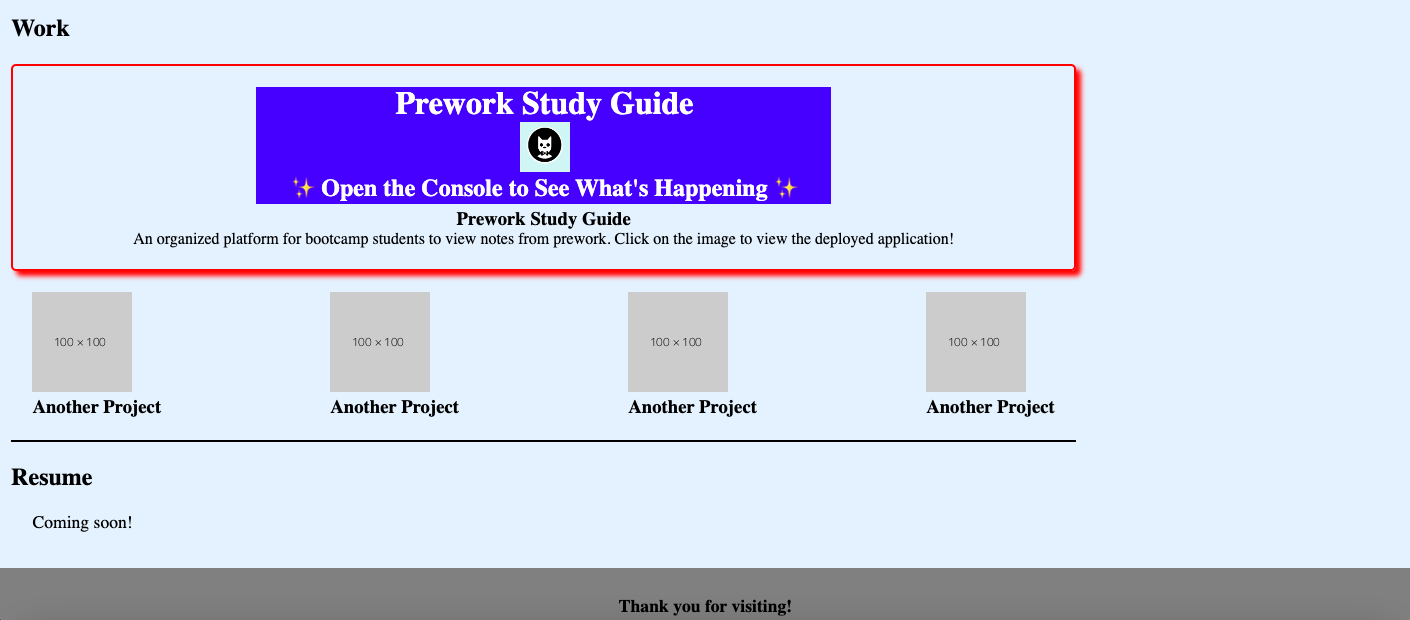 Work
Prework Study Guide
✨ Open the Console to See What's Happening ✨
Prework Study Guide
An organized platform for bootcamp students to view notes from prework. Click on the image to view the deployed application!
100 × 100 100 × 100 100 × 100 100 × 100
Another Project Another Project Another Project Another Project
Resume
Coming soon!
Thank you for visiting!